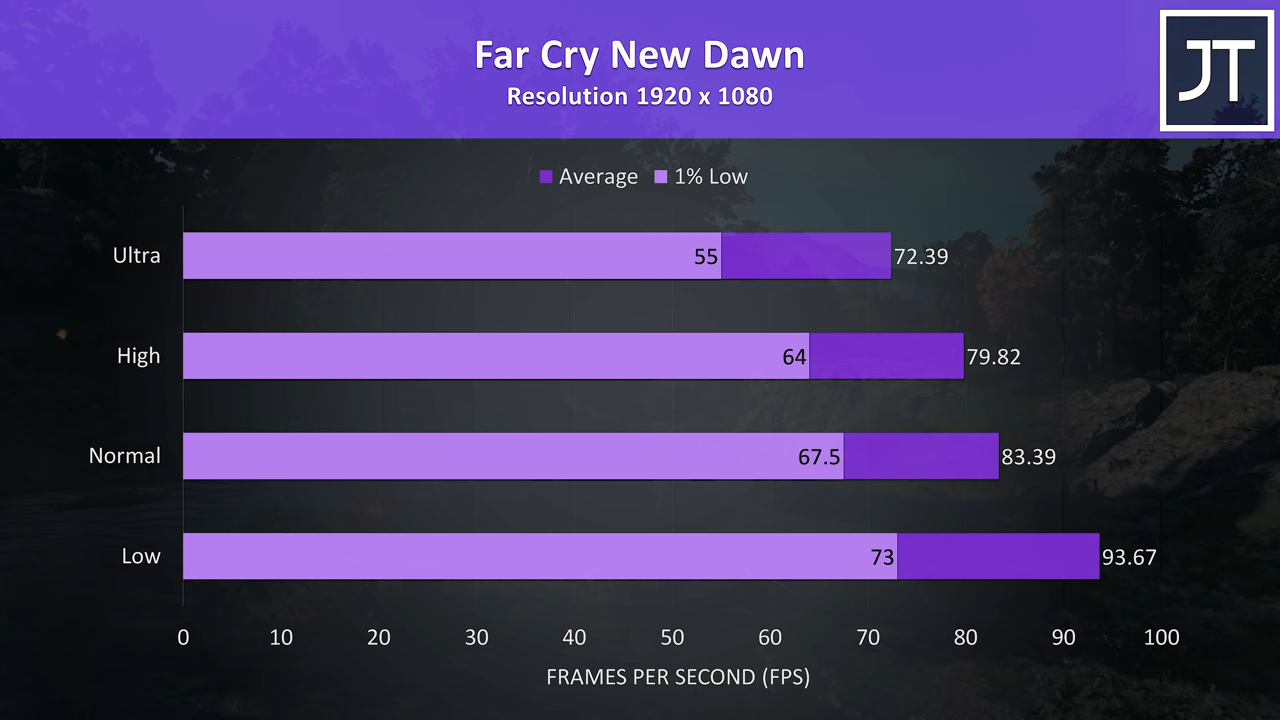 Far Cry New Dawn
Resolution 1920 x 1080
JT
Average 1% Low
Ultra 55 72.39
High 64 79.82
Normal 67.5 83.39
Low 73 93.67
0 10 20 30 40 50 60 70 80 90 100
FRAMES PER SECOND (FPS)